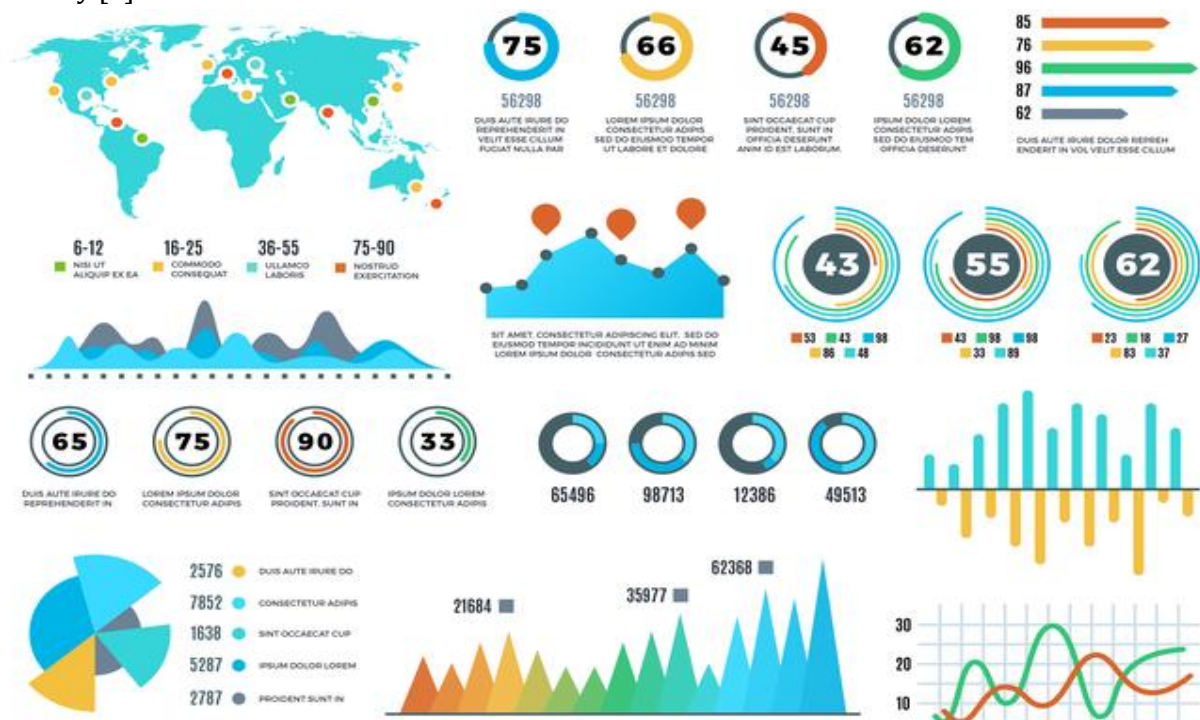 75
66
45
62
56298
56298
56298
56298
DUIS AUTE IRURE DO
REPREHENDERIT IN
VELIT ESSE CILLUM
FUGIAT NULLA PAR
LOREM IPSUM DOLOR
CONSECTETUR ADIPIS
SED DO EIUSMOD TEMPOR
UT LABORE ET DOLORE
SINT OCCAECAT CUP
PROIDENT, SUNT IN
OFFICIA DESERUNT
ANIM ID EST LABORUM.
IPSUM DOLOR LOREM
CONSECTETUR ADIPIS
SED DO EIUSMOD TEM
OFFICIA DESERUNT
85
76
96
87
62
DUIS AUTE IRURE DOLOR REPREH
ENDERIT IN VOL VELIT ESSE CILLUM
6-12
NISI UT
ALIQUIP EX EA
16-25
COMMODO
CONSEQUAT
36-55
ULLAMCO
LABORIS
75-90
NOSTRUD
EXERCITATION
SIT AMET, CONSECTETUR ADIPISCING ELIT, SED DO
EIUSMOD TEMPOR INCIDIDUNT UT ENIM AD MINIM
LOREM IPSUM DOLOR CONSECTETUR ADIPIS SED
43
53 43 98
86 48
55
43 98 98
33 89
62
23 18 27
83 37
65
DUIS AUTE IRURE DO
REPREHENDERIT IN
75
LOREM IPSUM DOLOR
CONSECTETUR ADIPIS
90
SINT OCCAECAT CUP
PROIDENT, SUNT IN
33
IPSUM DOLOR LOREM
CONSECTETUR ADIPIS
65496
98713
12386
49513
2576 DUIS AUTE IRURE DO
7852 CONSECTETUR ADIPIS
1638 SINT OCCAECAT CUP
5287 IPSUM DOLOR LOREM
2787 PROIDENT SUNT IN
21684
35977
62368
30
20
10